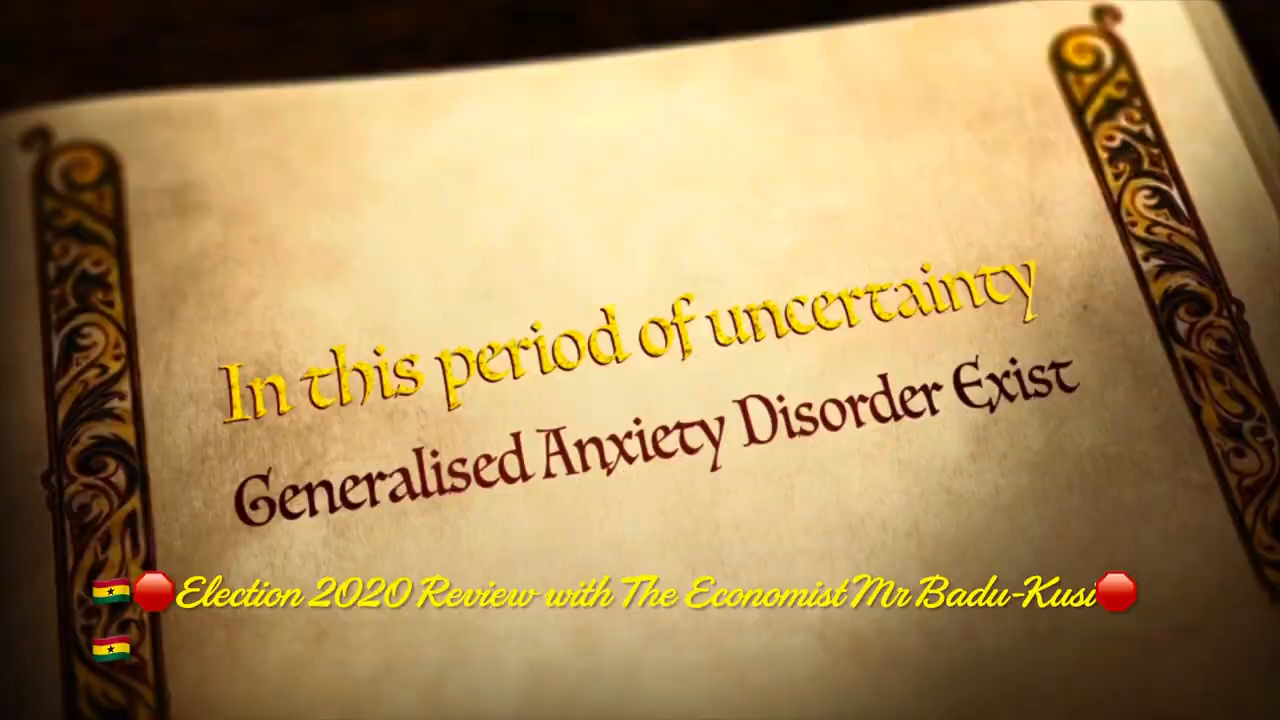 In this period of uncertainty
Generalised Anxiety Disorder Exist
🇬🇭🛑Election 2020 Review with The Economist Mr Badu-Kusi🛑
🇬🇭